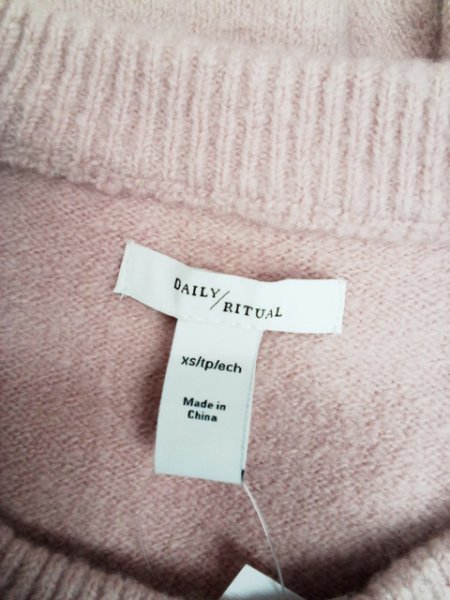 DAILY/RITUAL
xs/tp/ech
Made in
China